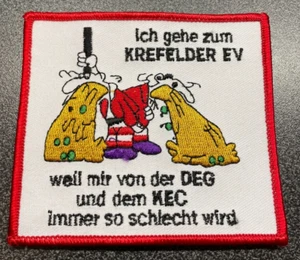 Ich gehe zum
KREFELDER EV
weil mir von der DEG
und dem KEC
immer so schlecht wird